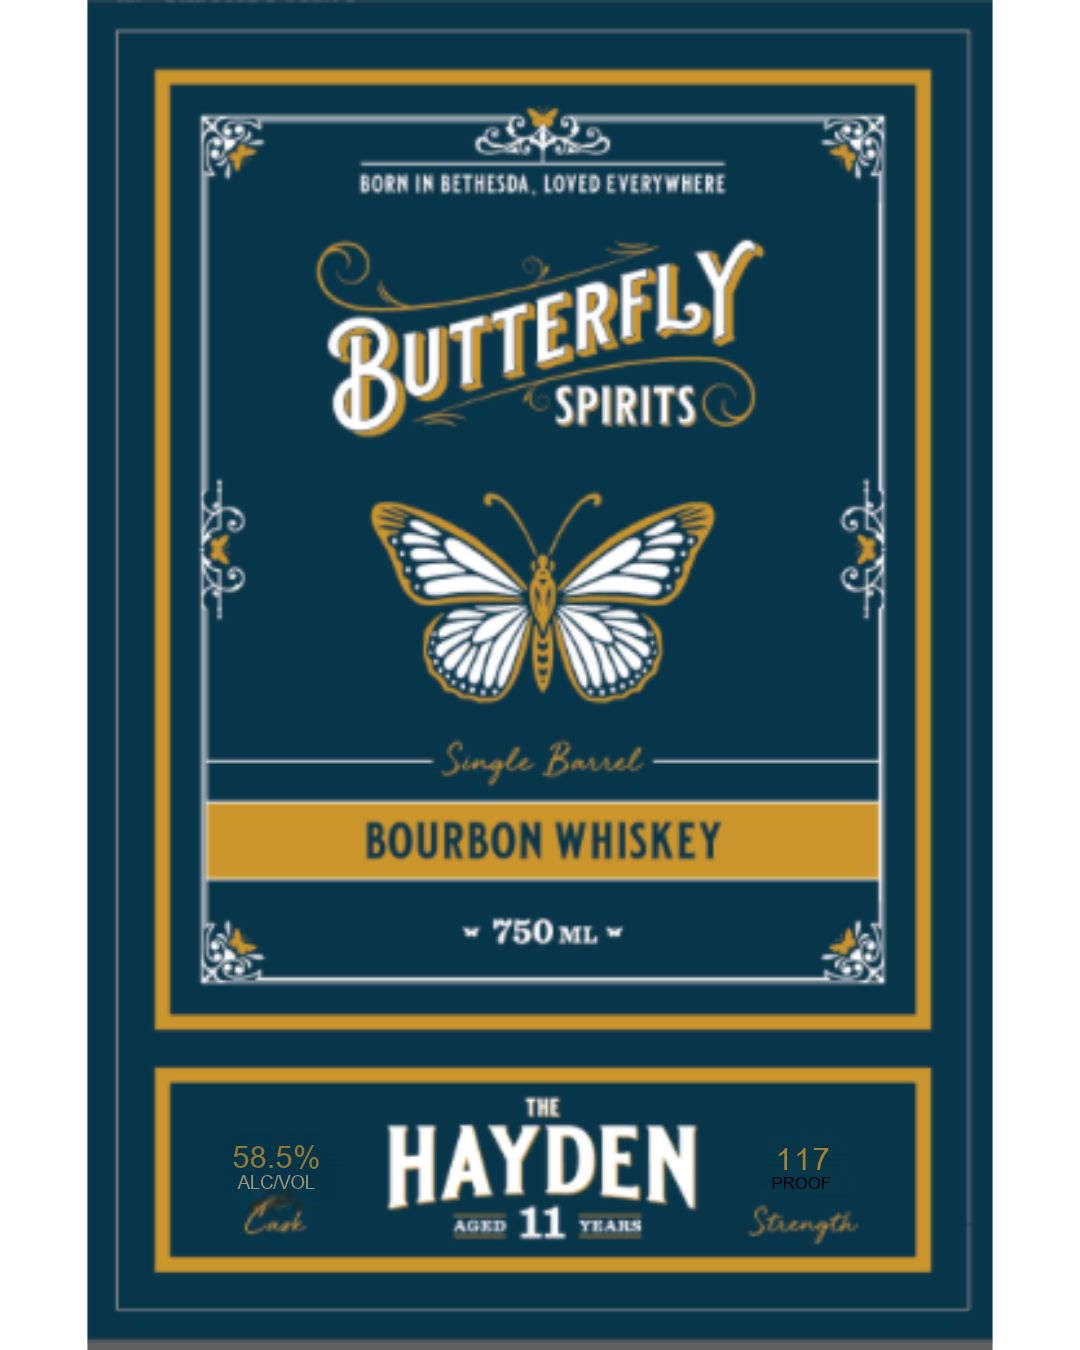 BORN IN BETHESDA, LOVED EVERYWHERE
BUTTERFLY
SPIRITS
Single Barrel
BOURBON WHISKEY
750 ML
THE
HAYDEN
AGED 11 YEARS
58.5%
ALC/VOL
Cask
117
PROOF
Strength